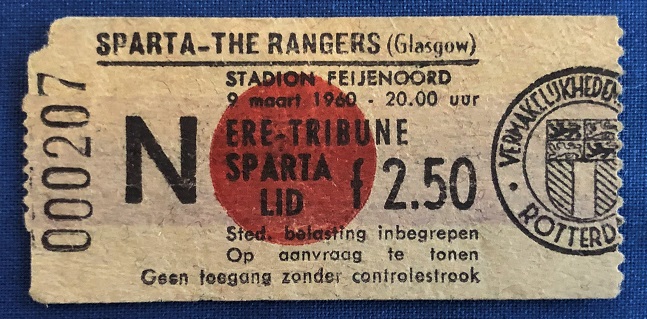 SPARTA-THE RANGERS (Glasgow)
STADION FEIJENOORD
9 maart 1960 - 20.00 uur
N
ERE-TRIBUNE
SPARTA
LID
f 2.50
Sted. belasting inbegrepen
Op aanvraag te tonen
Geen toegang zonder controlestrook
000207
VERMAKELIJKHEDEN
ROTTERD